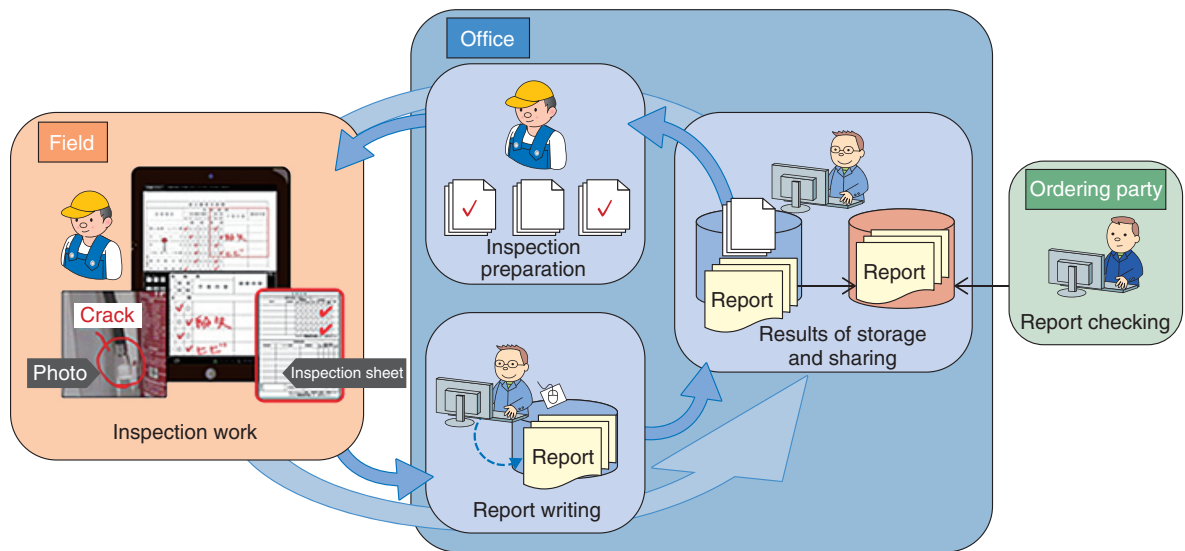 Office
Field
Inspection
preparation
Crack
Photo
Inspection sheet
Inspection work
Report
Report writing
Report
Report
Results of storage
and sharing
Ordering party
Report checking